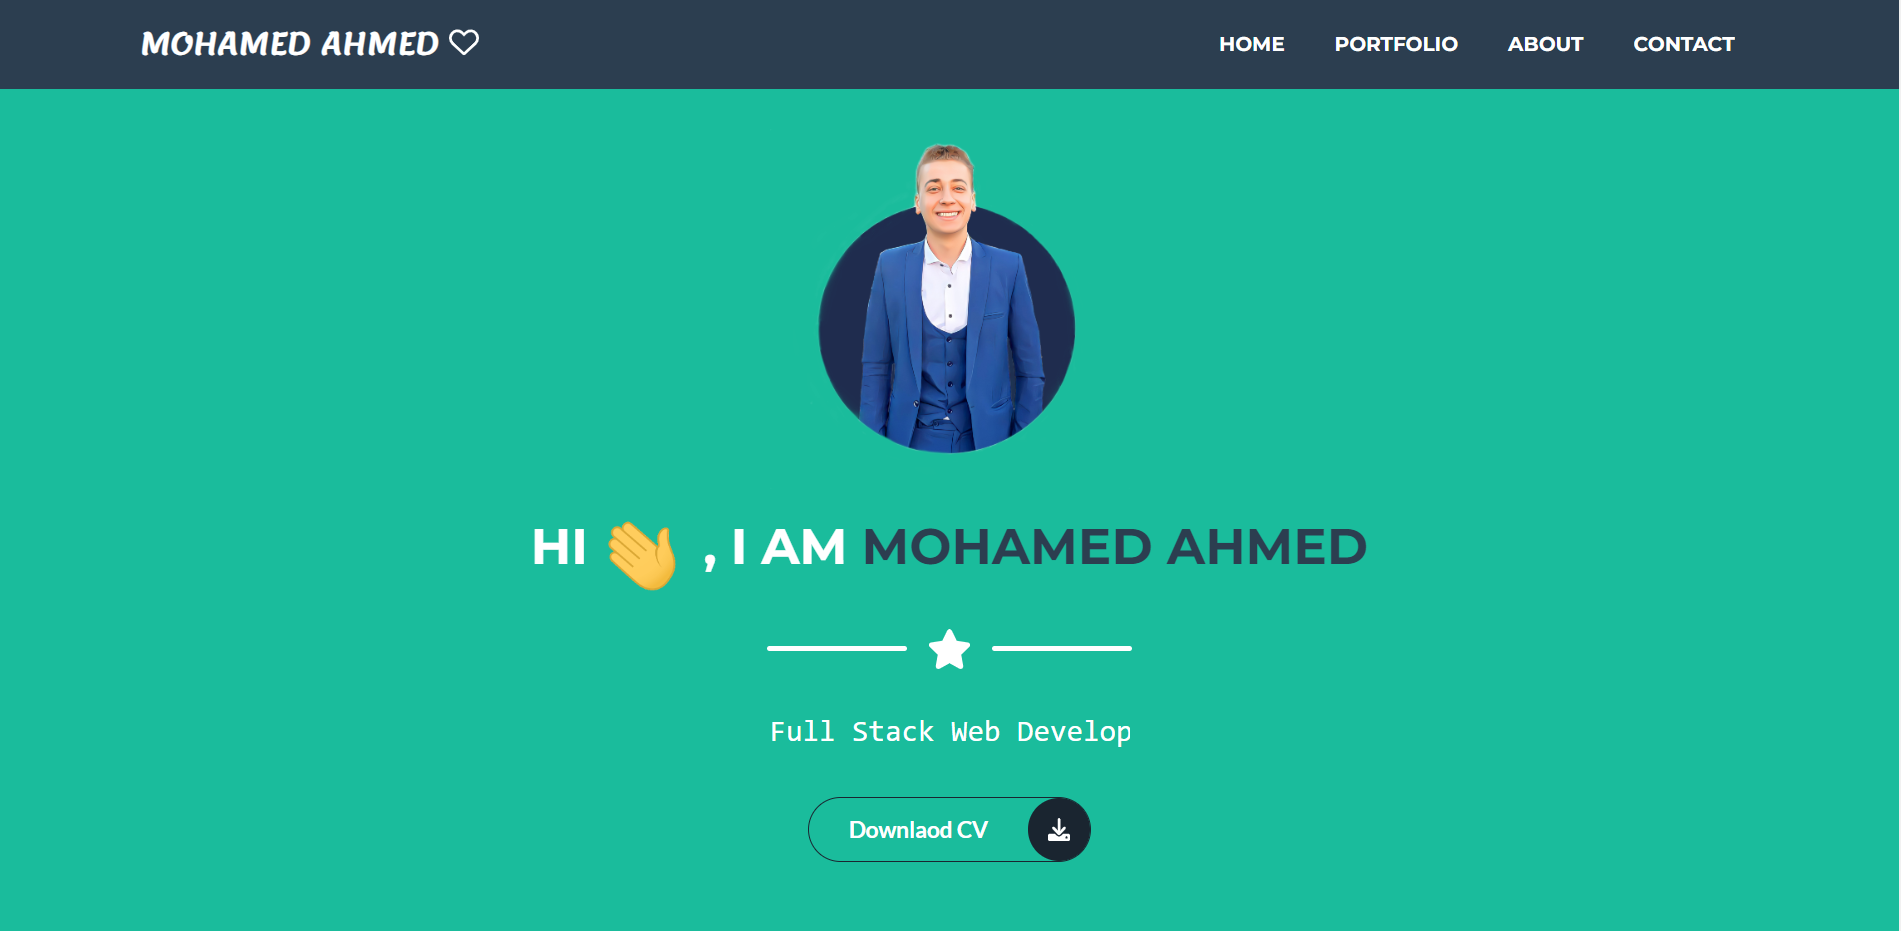 MOHAMED AHMED
HOME PORTFOLIO ABOUT CONTACT
HI 👋 , I AM MOHAMED AHMED
Full Stack Web Develop
Downlaod CV